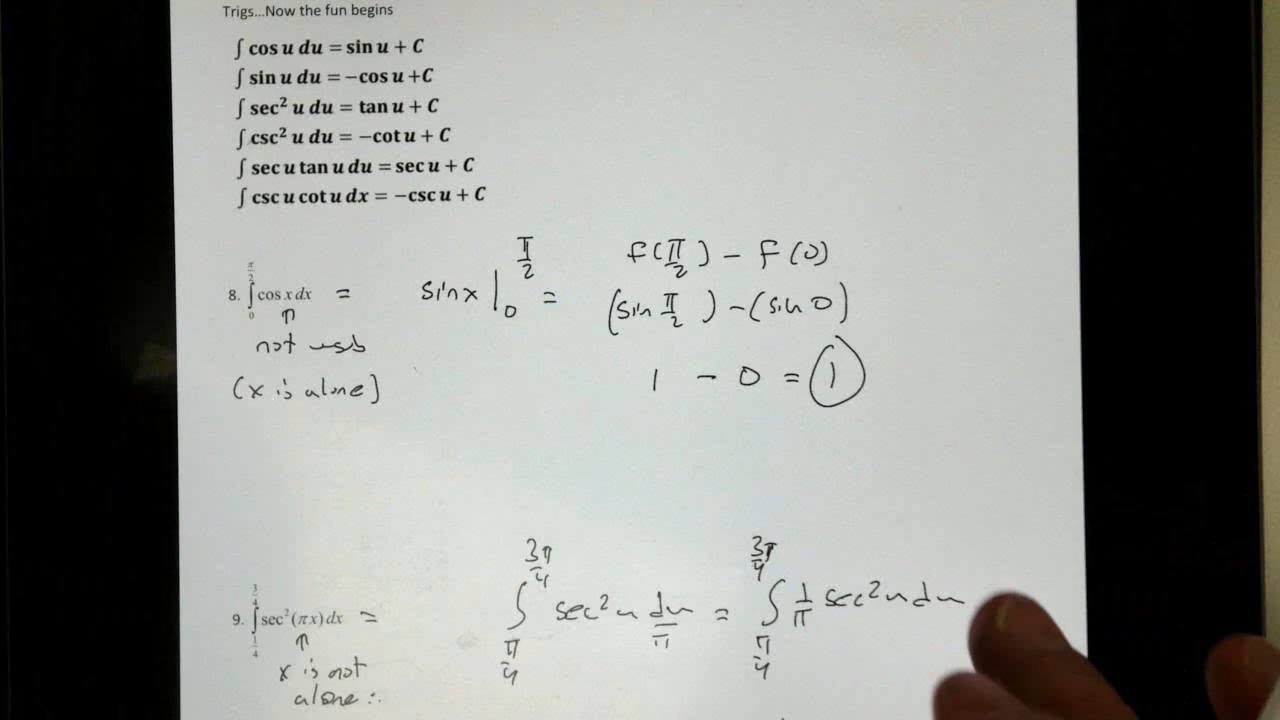 Trigs...Now the fun begins
∫ cos u du = sin u + C
∫ sin u du = −cos u +C
∫ sec² u du = tan u + C
∫ csc² u du = −cot u + C
∫ sec u tan u du = sec u + C
∫ csc u cot u dx = −csc u + C
8. ∫₀^(π/2) cos x dx = sin x |₀^(π/2) = F(π/2) − F(0)
(sin π/2) − (sin 0)
↑
not usb
(x is alone)
1 − 0 = 1
9. ∫_(1/4)^(3/4) sec²(πx) dx = ∫_(π/4)^(3π/4) sec² u du/π = ∫_(π/4)^(3π/4) 1/π sec² u du
↑
x is not
alone ∴